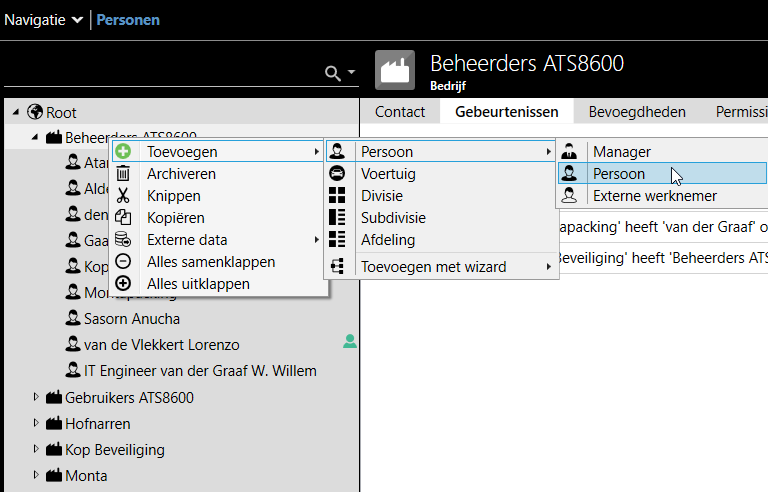 Navigatie Personen
Beheerders ATS8600
Bedrijf
Contact Gebeurtenissen Bevoegdheden Permissi
Root
Beheerders ATS8600
Toevoegen
Archiveren
Knippen
Kopiëren
Externe data
Alles samenklappen
Alles uitklappen
Persoon
Voertuig
Divisie
Subdivisie
Afdeling
Toevoegen met wizard
Manager
Persoon
Externe werknemer
apacking' heeft 'van der Graaf' o
Beveiliging' heeft 'Beheerders ATS
Atar
Alde
den
Gaa
Kop
Montapacking
Sasorn Anucha
van de Vlekkert Lorenzo
IT Engineer van der Graaf W. Willem
Gebruikers ATS8600
Hofnarren
Kop Beveiliging
Monta